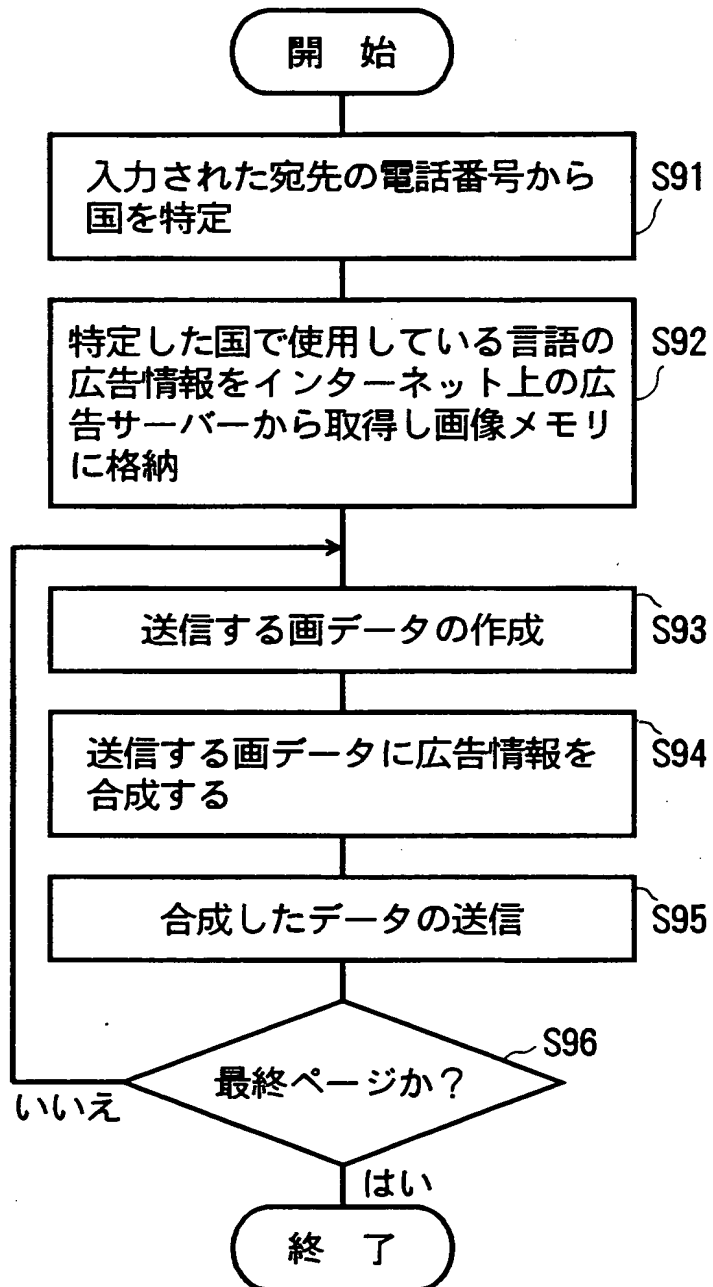 開 始
入力された宛先の電話番号から
国を特定
S91
特定した国で使用している言語の
広告情報をインターネット上の広
告サーバーから取得し画像メモリ
に格納
S92
送信する画データの作成
S93
送信する画データに広告情報を
合成する
S94
合成したデータの送信
S95
最終ページか？
S96
いいえ
はい
終 了